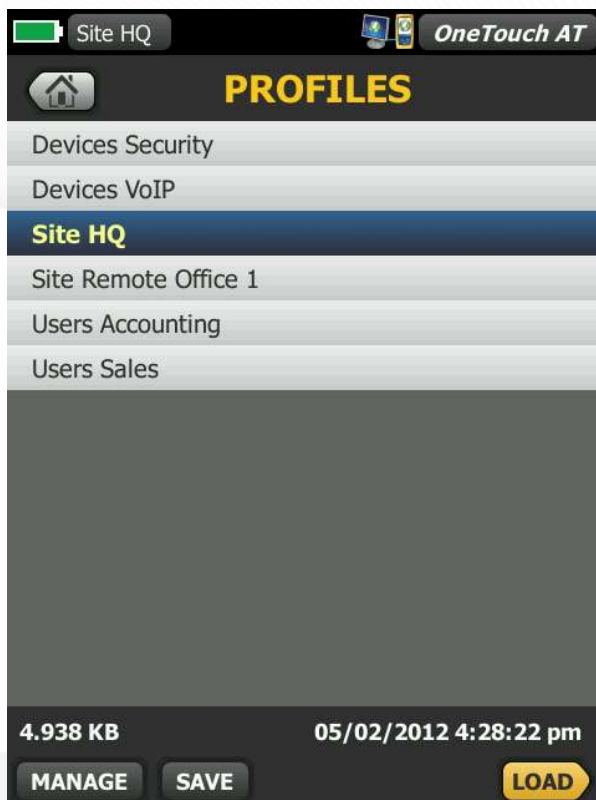 Site HQ OneTouch AT
PROFILES
Devices Security
Devices VoIP
Site HQ
Site Remote Office 1
Users Accounting
Users Sales
4.938 KB 05/02/2012 4:28:22 pm
MANAGE SAVE LOAD